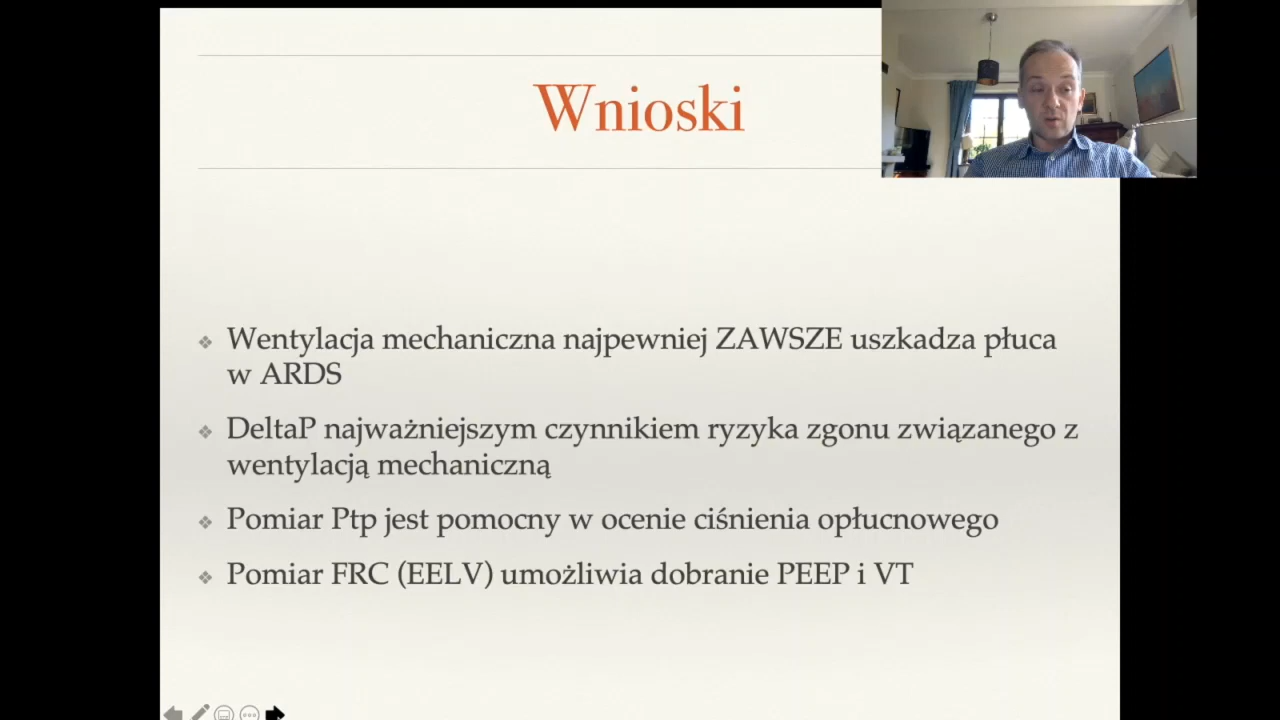 Wnioski
Wentylacja mechaniczna najpewniej ZAWSZE uszkadza płuca
w ARDS
DeltaP najważniejszym czynnikiem ryzyka zgonu związanego z
wentylacją mechaniczną
Pomiar Ptp jest pomocny w ocenie ciśnienia opłucnowego
Pomiar FRC (EELV) umożliwia dobranie PEEP i VT